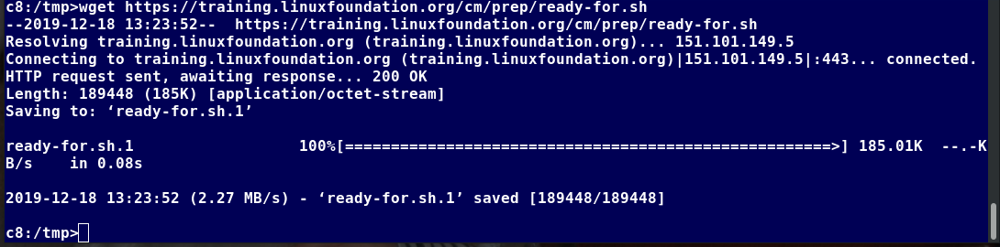 c8:/tmp>wget https://training.linuxfoundation.org/cm/prep/ready-for.sh
--2019-12-18 13:23:52--  https://training.linuxfoundation.org/cm/prep/ready-for.sh
Resolving training.linuxfoundation.org (training.linuxfoundation.org)... 151.101.149.5
Connecting to training.linuxfoundation.org (training.linuxfoundation.org)|151.101.149.5|:443... connected.
HTTP request sent, awaiting response... 200 OK
Length: 189448 (185K) [application/octet-stream]
Saving to: ‘ready-for.sh.1’
ready-for.sh.1                  100%[=====================================================>] 185.01K  --.-K
B/s    in 0.08s
2019-12-18 13:23:52 (2.27 MB/s) - ‘ready-for.sh.1’ saved [189448/189448]
c8:/tmp>